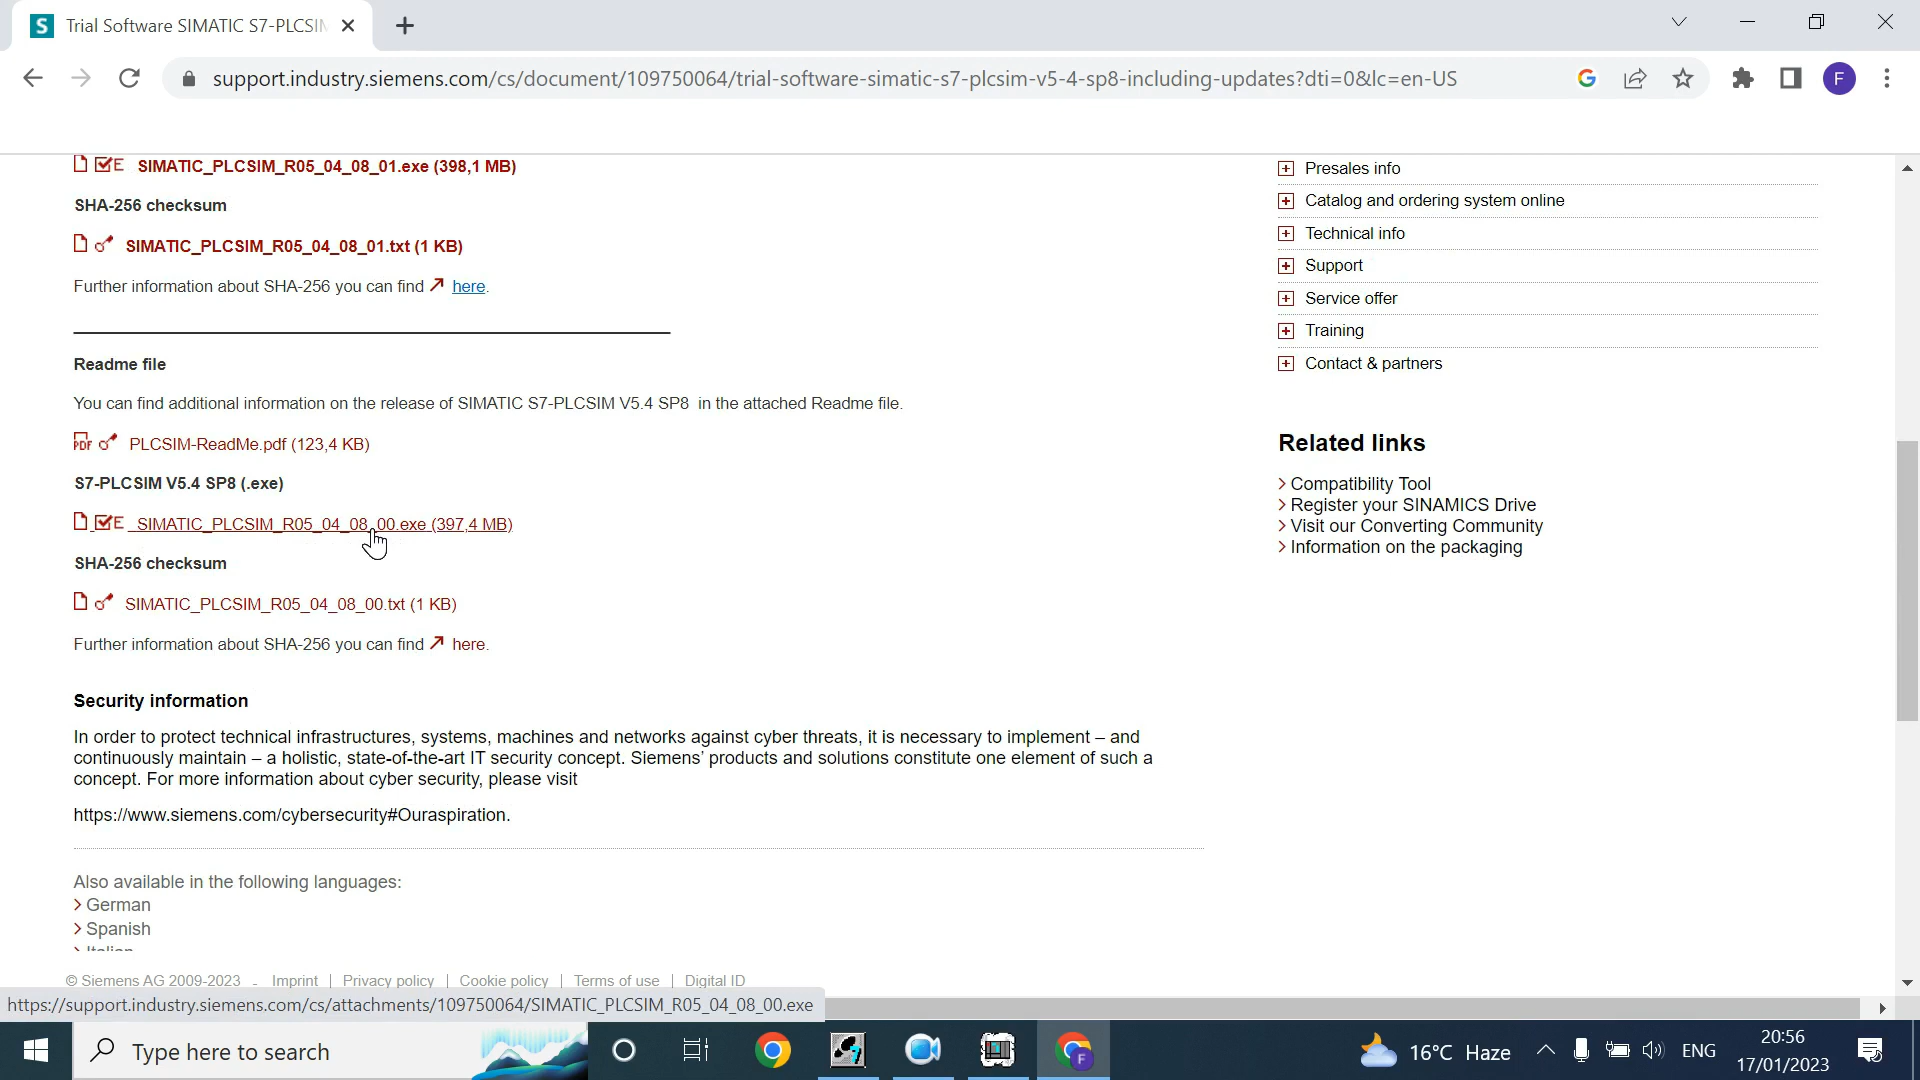 S Trial Software SIMATIC S7-PLCSI
support.industry.siemens.com/cs/document/109750064/trial-software-simatic-s7-plcsim-v5-4-sp8-including-updates?dti=0&lc=en-US
G
F
E SIMATIC_PLCSIM_R05_04_08_01.exe (398,1 MB)
SHA-256 checksum
SIMATIC_PLCSIM_R05_04_08_01.txt (1 KB)
Further information about SHA-256 you can find here.
Readme file
You can find additional information on the release of SIMATIC S7-PLCSIM V5.4 SP8 in the attached Readme file.
PDF PLCSIM-ReadMe.pdf (123,4 KB)
S7-PLCSIM V5.4 SP8 (.exe)
E SIMATIC_PLCSIM_R05_04_08_00.exe (397,4 MB)
SHA-256 checksum
SIMATIC_PLCSIM_R05_04_08_00.txt (1 KB)
Further information about SHA-256 you can find here.
Security information
In order to protect technical infrastructures, systems, machines and networks against cyber threats, it is necessary to implement – and
continuously maintain – a holistic, state-of-the-art IT security concept. Siemens' products and solutions constitute one element of such a
concept. For more information about cyber security, please visit
https://www.siemens.com/cybersecurity#Ouraspiration.
Also available in the following languages:
> German
> Spanish
> Italian
Presales info
Catalog and ordering system online
Technical info
Support
Service offer
Training
Contact & partners
Related links
> Compatibility Tool
> Register your SINAMICS Drive
> Visit our Converting Community
> Information on the packaging
© Siemens AG 2009-2023 - Imprint | Privacy policy | Cookie policy | Terms of use | Digital ID
https://support.industry.siemens.com/cs/attachments/109750064/SIMATIC_PLCSIM_R05_04_08_00.exe
Type here to search
F
16°C Haze
ENG
20:56
17/01/2023